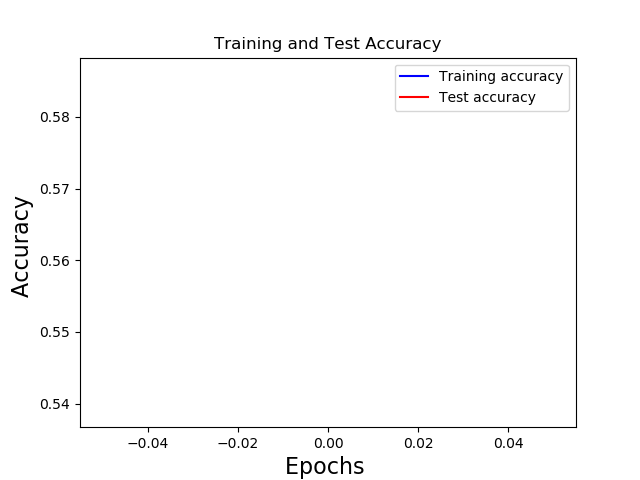 Training and Test Accuracy
Training accuracy
Test accuracy
0.58
0.57
0.56
0.55
0.54
Accuracy
−0.04
−0.02
0.00
0.02
0.04
Epochs